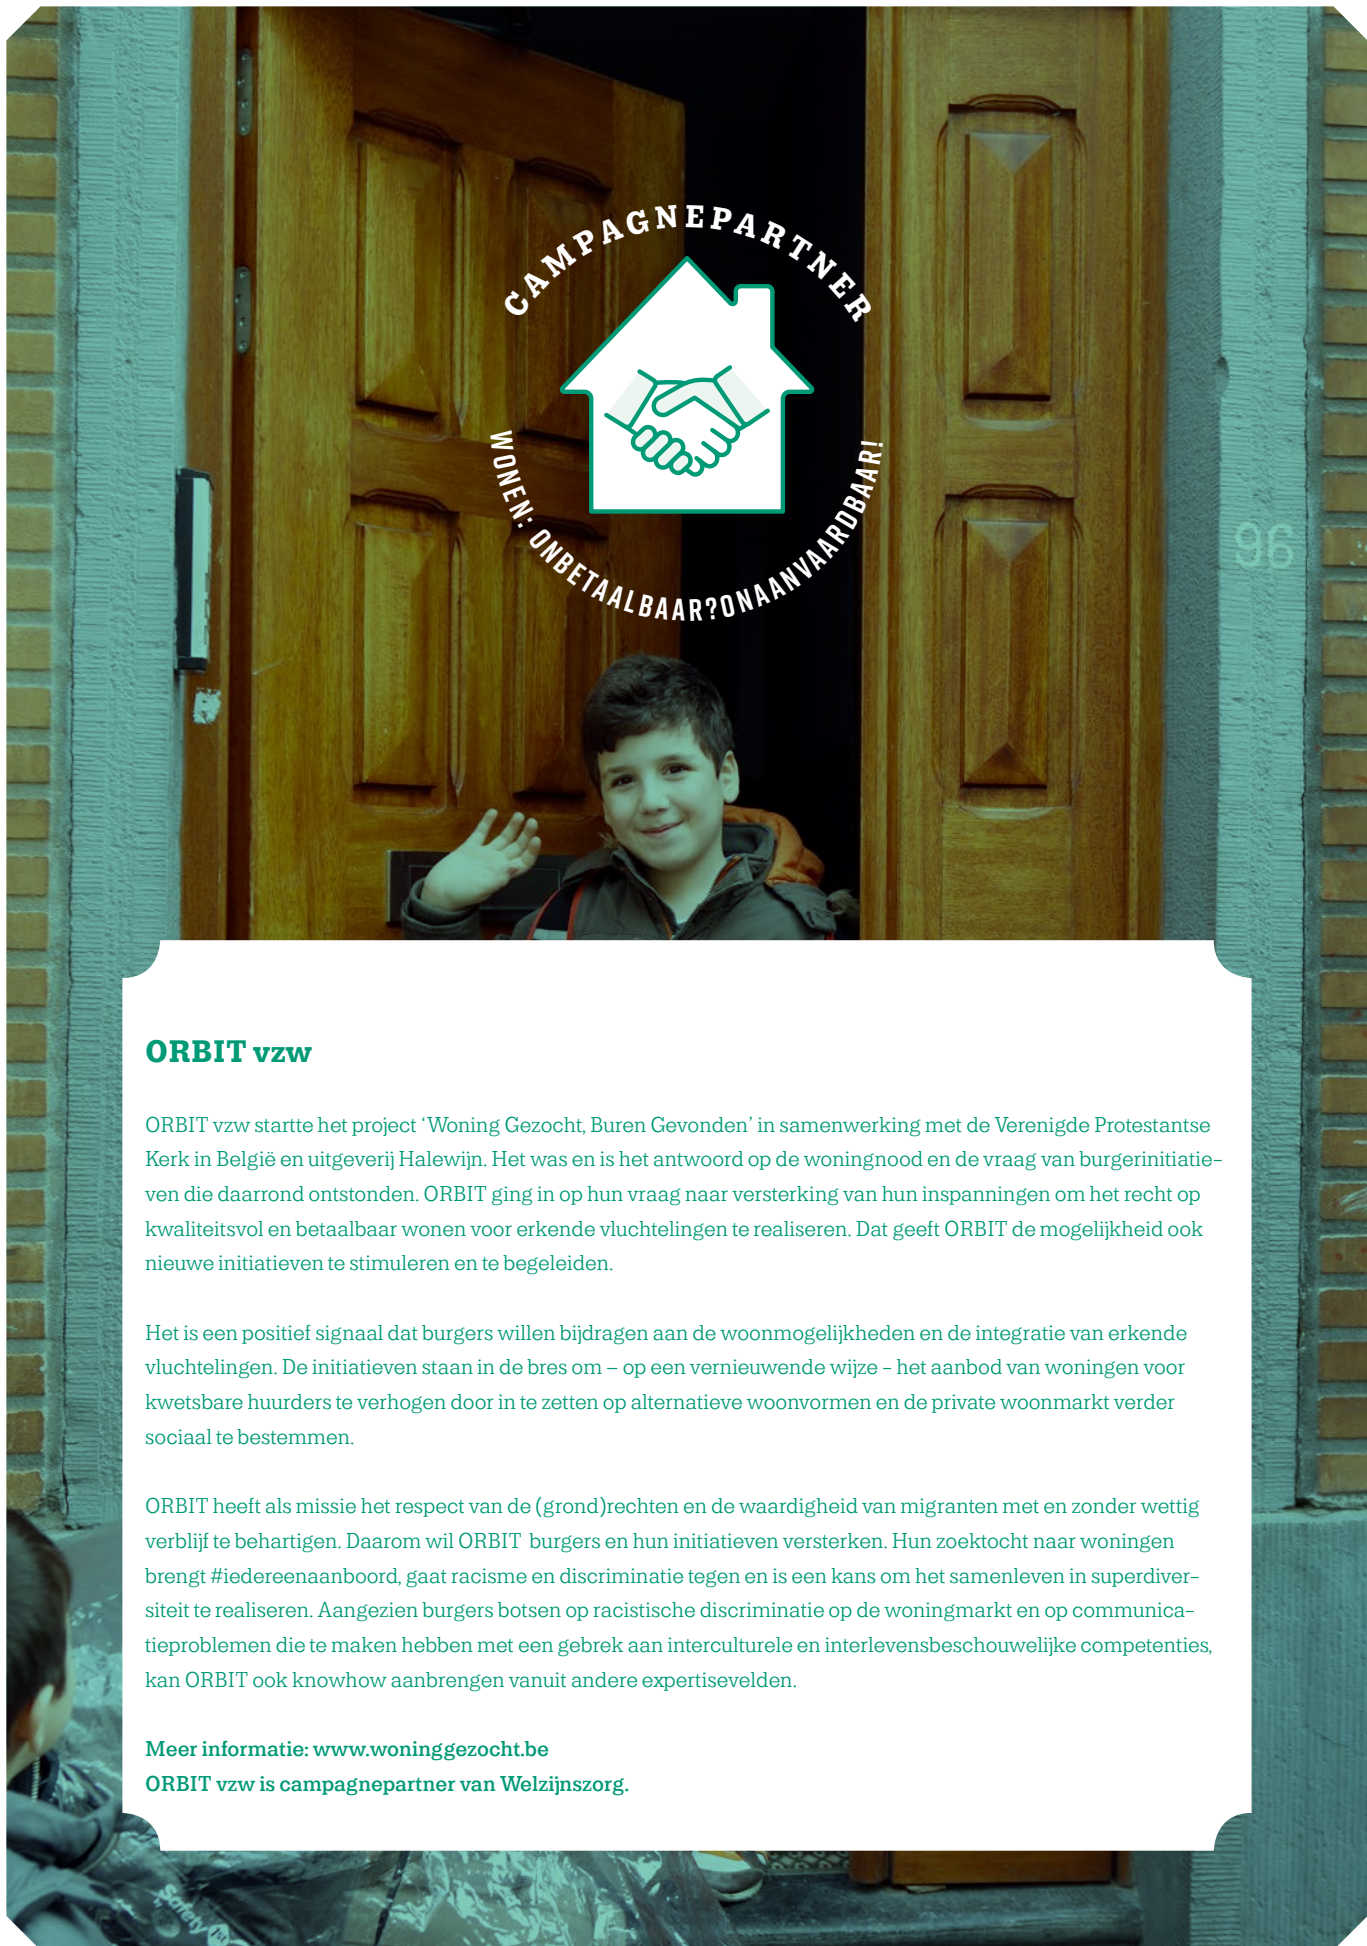 CAMPAGNEPARTNER
WONEN: ONBETAALBAAR?ONAANVAARDBAAR!
96
ORBIT vzw
ORBIT vzw startte het project ‘Woning Gezocht, Buren Gevonden’ in samenwerking met de Verenigde Protestantse
Kerk in België en uitgeverij Halewijn. Het was en is het antwoord op de woningnood en de vraag van burgerinitiatie-
ven die daarrond ontstonden. ORBIT ging in op hun vraag naar versterking van hun inspanningen om het recht op
kwaliteitsvol en betaalbaar wonen voor erkende vluchtelingen te realiseren. Dat geeft ORBIT de mogelijkheid ook
nieuwe initiatieven te stimuleren en te begeleiden.
Het is een positief signaal dat burgers willen bijdragen aan de woonmogelijkheden en de integratie van erkende
vluchtelingen. De initiatieven staan in de bres om – op een vernieuwende wijze - het aanbod van woningen voor
kwetsbare huurders te verhogen door in te zetten op alternatieve woonvormen en de private woonmarkt verder
sociaal te bestemmen.
ORBIT heeft als missie het respect van de (grond)rechten en de waardigheid van migranten met en zonder wettig
verblijf te behartigen. Daarom wil ORBIT burgers en hun initiatieven versterken. Hun zoektocht naar woningen
brengt #iedereenaanboord, gaat racisme en discriminatie tegen en is een kans om het samenleven in superdiver-
siteit te realiseren. Aangezien burgers botsen op racistische discriminatie op de woningmarkt en op communica-
tieproblemen die te maken hebben met een gebrek aan interculturele en interlevensbeschouwelijke competenties,
kan ORBIT ook knowhow aanbrengen vanuit andere expertisevelden.
Meer informatie: www.woninggezocht.be
ORBIT vzw is campagnepartner van Welzijnszorg.
Safety 1st